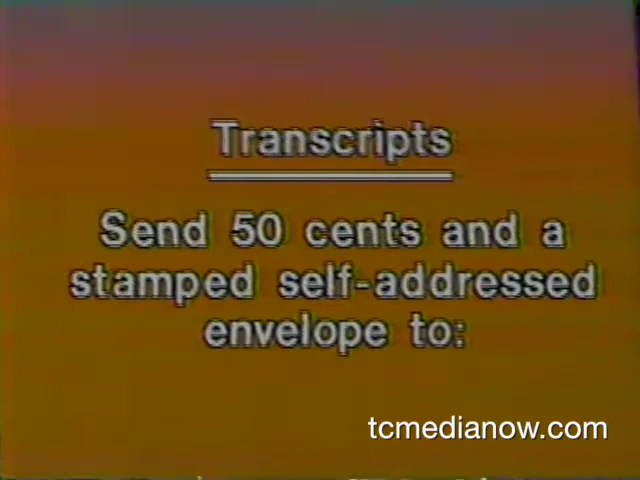 Transcripts
Send 50 cents and a
stamped self-addressed
envelope to:
tcmedianow.com